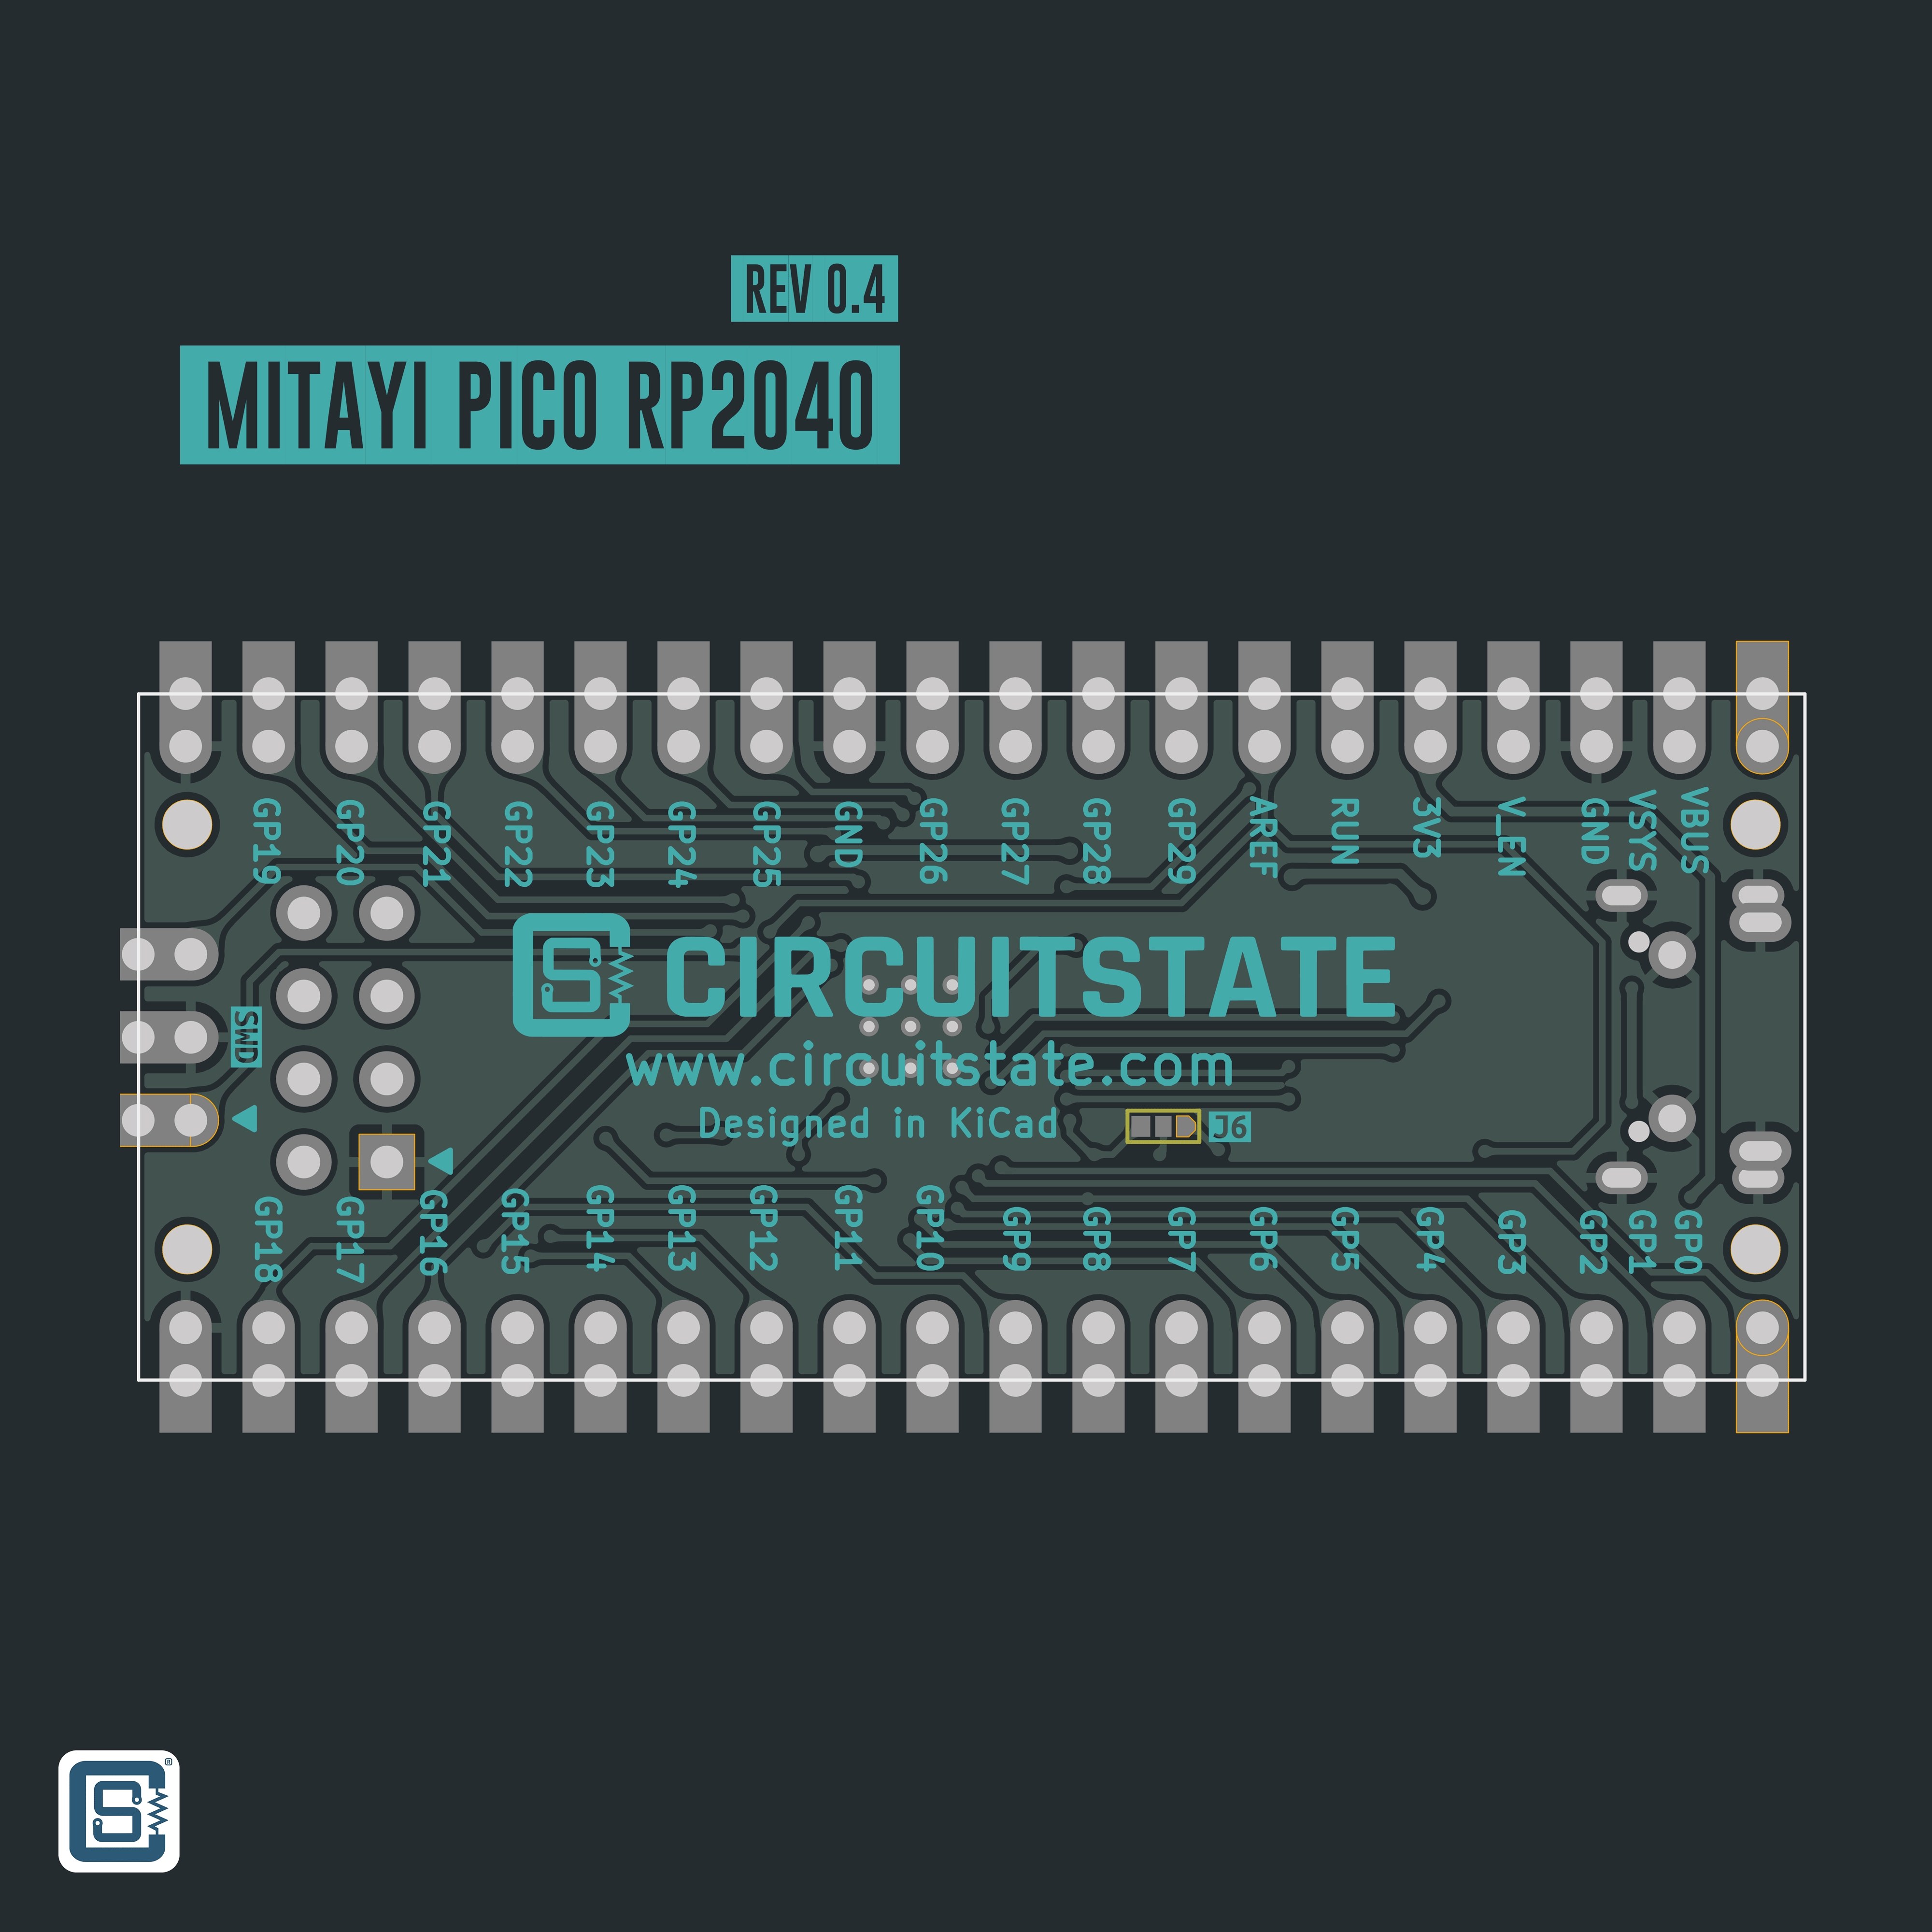 REV 0.4
MITAYI PICO RP2040
GP19
GP20
GP21
GP22
GP23
GP24
GP25
GND
GP26
GP27
GP28
GP29
AREF
RUN
3V3
V_EN
GND
VSYS
VBUS
SWD
CIRCUITSTATE
www.circuitstate.com
Designed in KiCad
J6
GP18
GP17
GP16
GP15
GP14
GP13
GP12
GP11
GP10
GP9
GP8
GP7
GP6
GP5
GP4
GP3
GP2
GP1
GP0